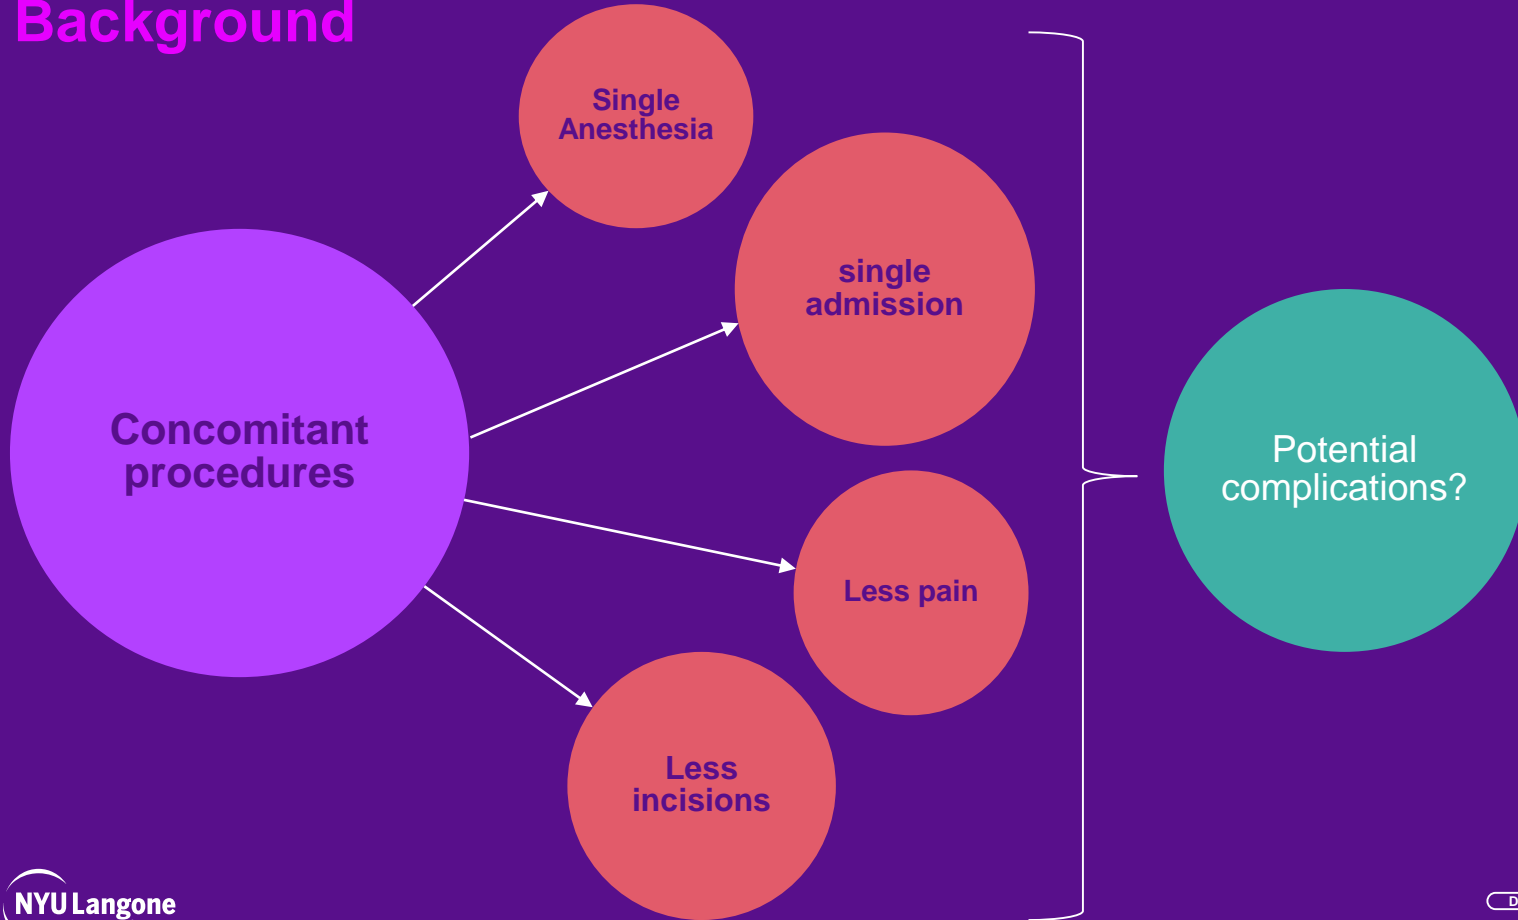 Background
Single
Anesthesia
single
admission
Concomitant
procedures
Potential
complications?
Less pain
Less
incisions
NYU Langone
D